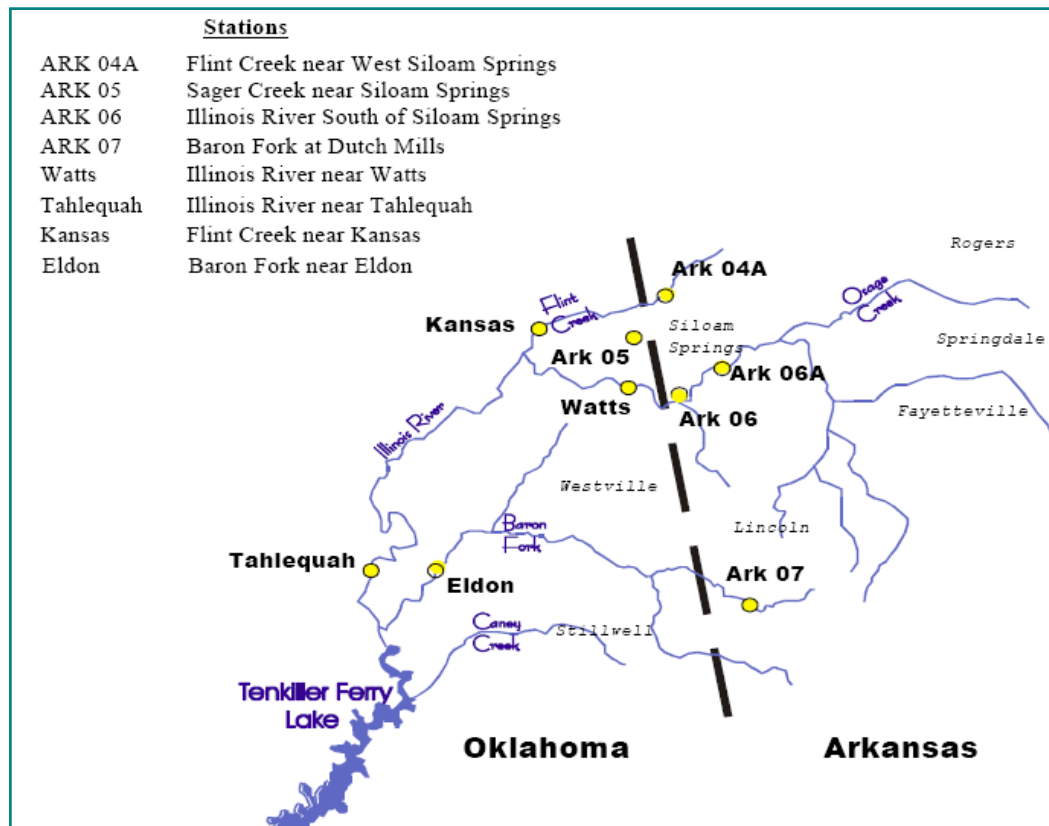 Stations
ARK 04A Flint Creek near West Siloam Springs
ARK 05 Sager Creek near Siloam Springs
ARK 06 Illinois River South of Siloam Springs
ARK 07 Baron Fork at Dutch Mills
Watts Illinois River near Watts
Tahlequah Illinois River near Tahlequah
Kansas Flint Creek near Kansas
Eldon Baron Fork near Eldon
Rogers
Ark 04A
Osage
Creek
Flint
Creek
Kansas
Siloam
Springs
Springdale
Ark 05
Ark 06A
Watts
Ark 06
Fayetteville
Illinois River
Westville
Lincoln
Baron
Fork
Tahlequah
Eldon
Ark 07
Caney
Creek
Stillwell
Tenkiller Ferry
Lake
Oklahoma
Arkansas